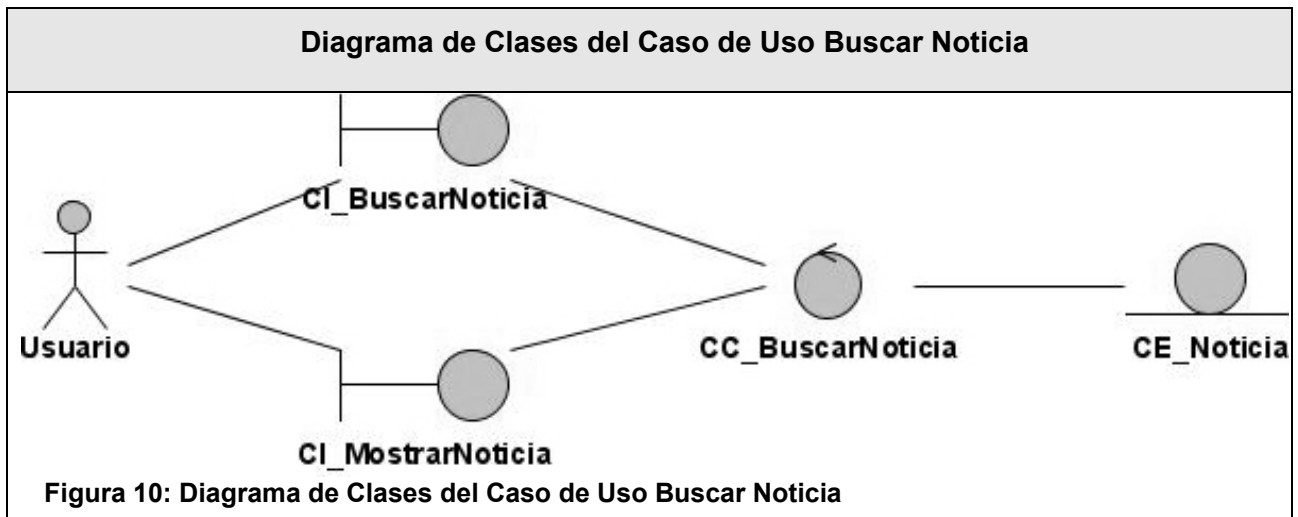 Diagrama de Clases del Caso de Uso Buscar Noticia
CI_BuscarNoticia
Usuario
CC_BuscarNoticia
CE_Noticia
CI_MostrarNoticia
Figura 10: Diagrama de Clases del Caso de Uso Buscar Noticia